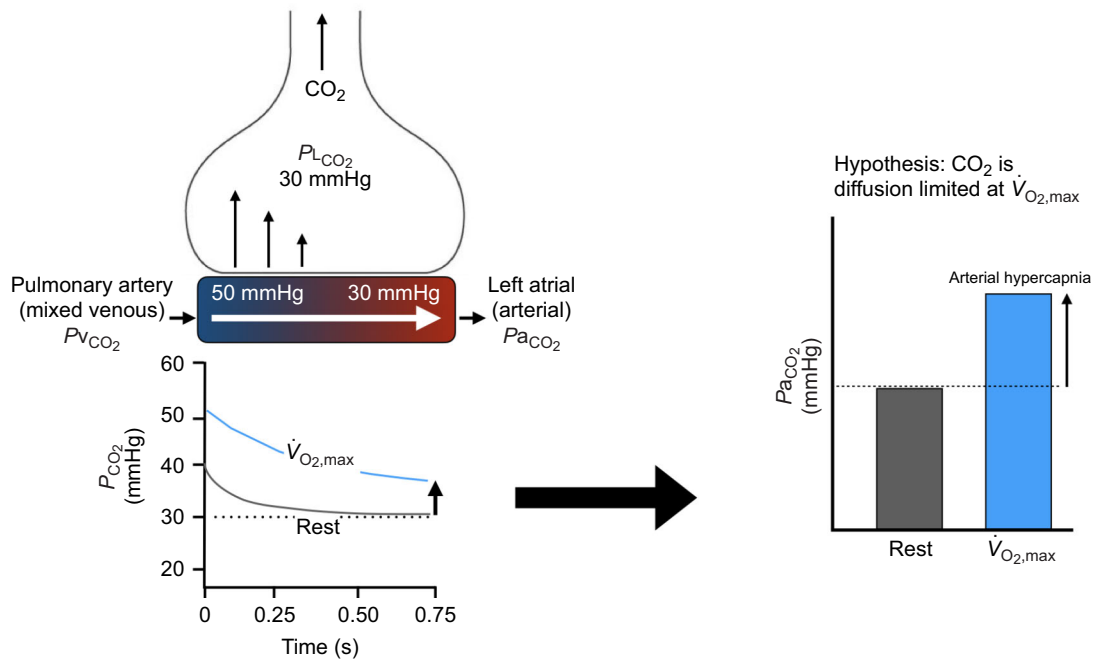 CO2
PLCO2
30 mmHg
Pulmonary artery
(mixed venous)
PvCO2
50 mmHg
30 mmHg
Left atrial
(arterial)
PaCO2
PCO2
(mmHg)
60
50
40
30
20
V̇O2,max
Rest
0
0.25
0.50
0.75
Time (s)
Hypothesis: CO2 is
diffusion limited at V̇O2,max
Arterial hypercapnia
PaCO2
(mmHg)
Rest
V̇O2,max